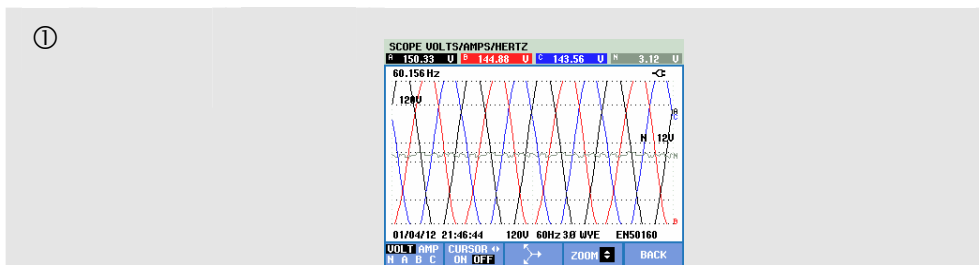 ①
SCOPE VOLTS/AMPS/HERTZ
A 150.33 V B 144.88 V C 143.56 V N 3.12 V
60.156 Hz
120V
A
C
N 12V
N
B
01/04/12 21:46:44 120V 60Hz 3Ø WYE EN50160
VOLT AMP CURSOR ZOOM BACK
N A B C ON OFF